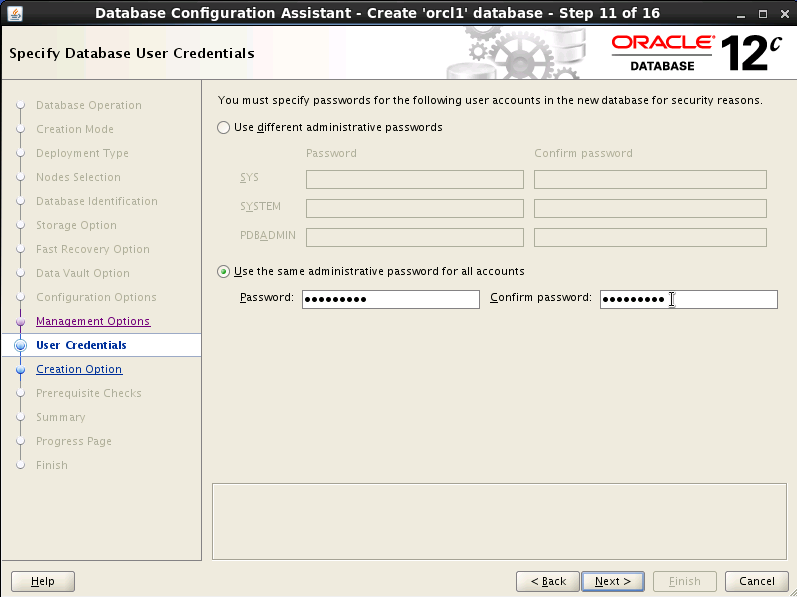 Database Configuration Assistant - Create 'orcl1' database - Step 11 of 16
Specify Database User Credentials
ORACLE®
DATABASE
12c
Database Operation
Creation Mode
Deployment Type
Nodes Selection
Database Identification
Storage Option
Fast Recovery Option
Data Vault Option
Configuration Options
Management Options
User Credentials
Creation Option
Prerequisite Checks
Summary
Progress Page
Finish
You must specify passwords for the following user accounts in the new database for security reasons.
Use different administrative passwords
Password Confirm password
SYS
SYSTEM
PDBADMIN
Use the same administrative password for all accounts
Password: ●●●●●●●●● Confirm password: ●●●●●●●●●
Help < Back Next > Finish Cancel